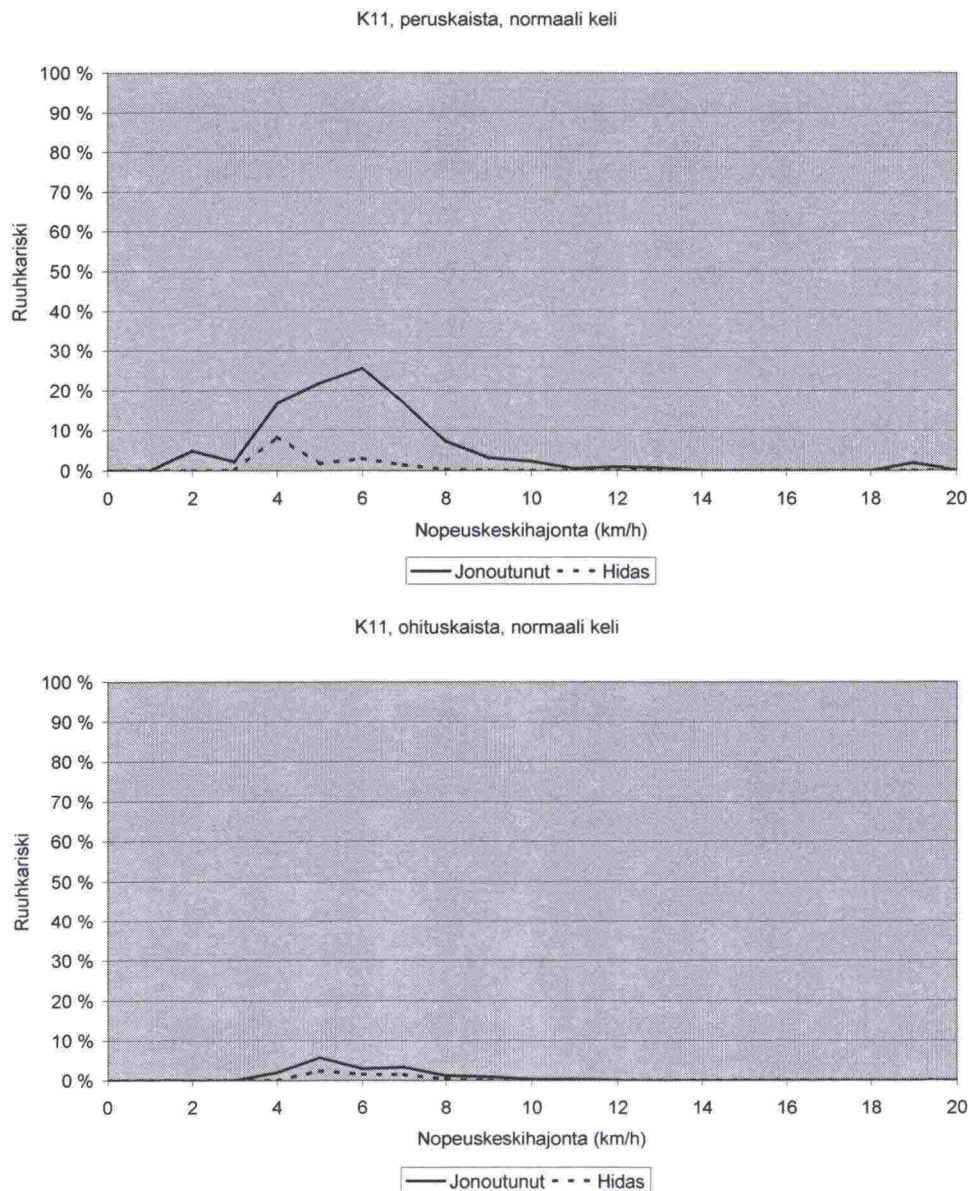 K11, peruskaista, normaali keli
100 %
90 %
80 %
70 %
60 %
50 %
40 %
30 %
20 %
10 %
0 %
Ruuhkariski
0 2 4 6 8 10 12 14 16 18 20
Nopeuskeskihajonta (km/h)
Jonoutunut Hidas
K11, ohituskaista, normaali keli
100 %
90 %
80 %
70 %
60 %
50 %
40 %
30 %
20 %
10 %
0 %
Ruuhkariski
0 2 4 6 8 10 12 14 16 18 20
Nopeuskeskihajonta (km/h)
Jonoutunut Hidas